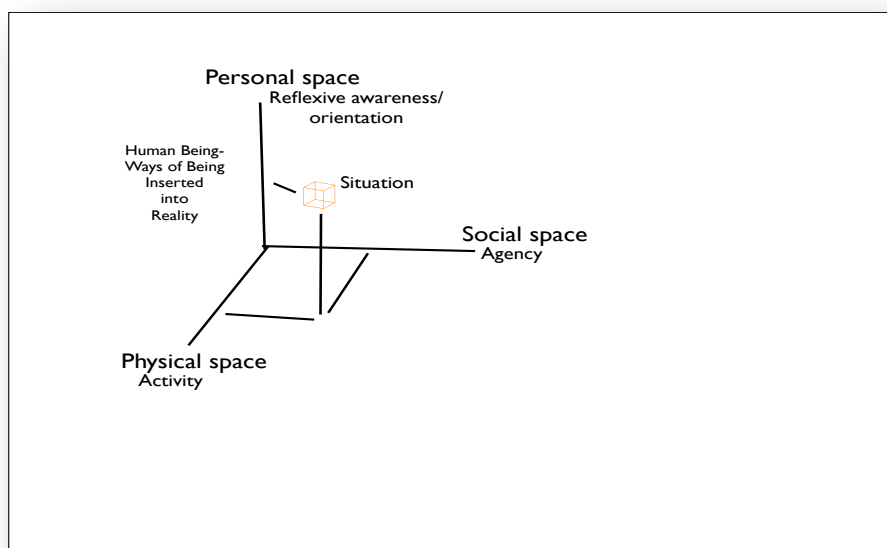 Personal space
Reflexive awareness/
orientation
Human Being-
Ways of Being
Inserted
into
Reality
Situation
Social space
Agency
Physical space
Activity